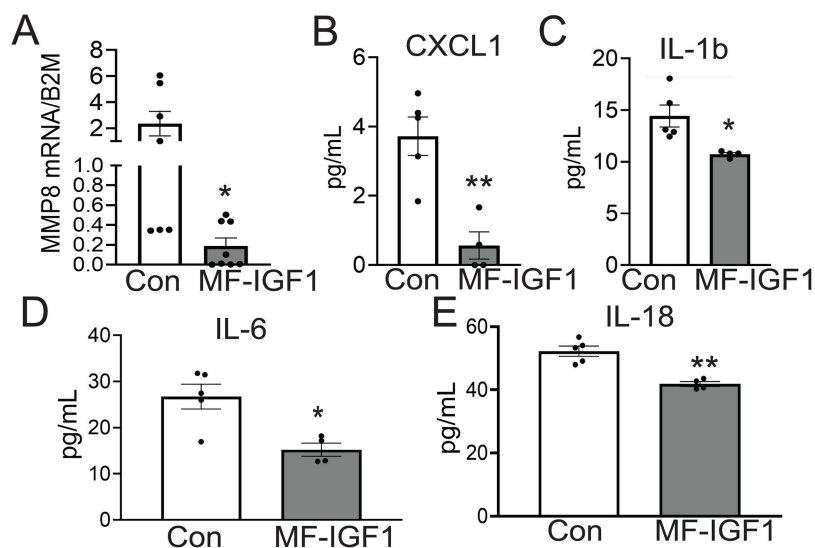 A
MMP8 mRNA/B2M
8
6
4
2
1.0
0.8
0.6
0.4
0.2
0.0
*
Con MF-IGF1
B
CXCL1
pg/mL
6
4
2
0
**
Con MF-IGF1
C
IL-1b
pg/mL
20
15
10
5
0
*
Con MF-IGF1
D
IL-6
pg/mL
40
30
20
10
0
*
Con MF-IGF1
E
IL-18
pg/mL
60
40
20
0
**
Con MF-IGF1